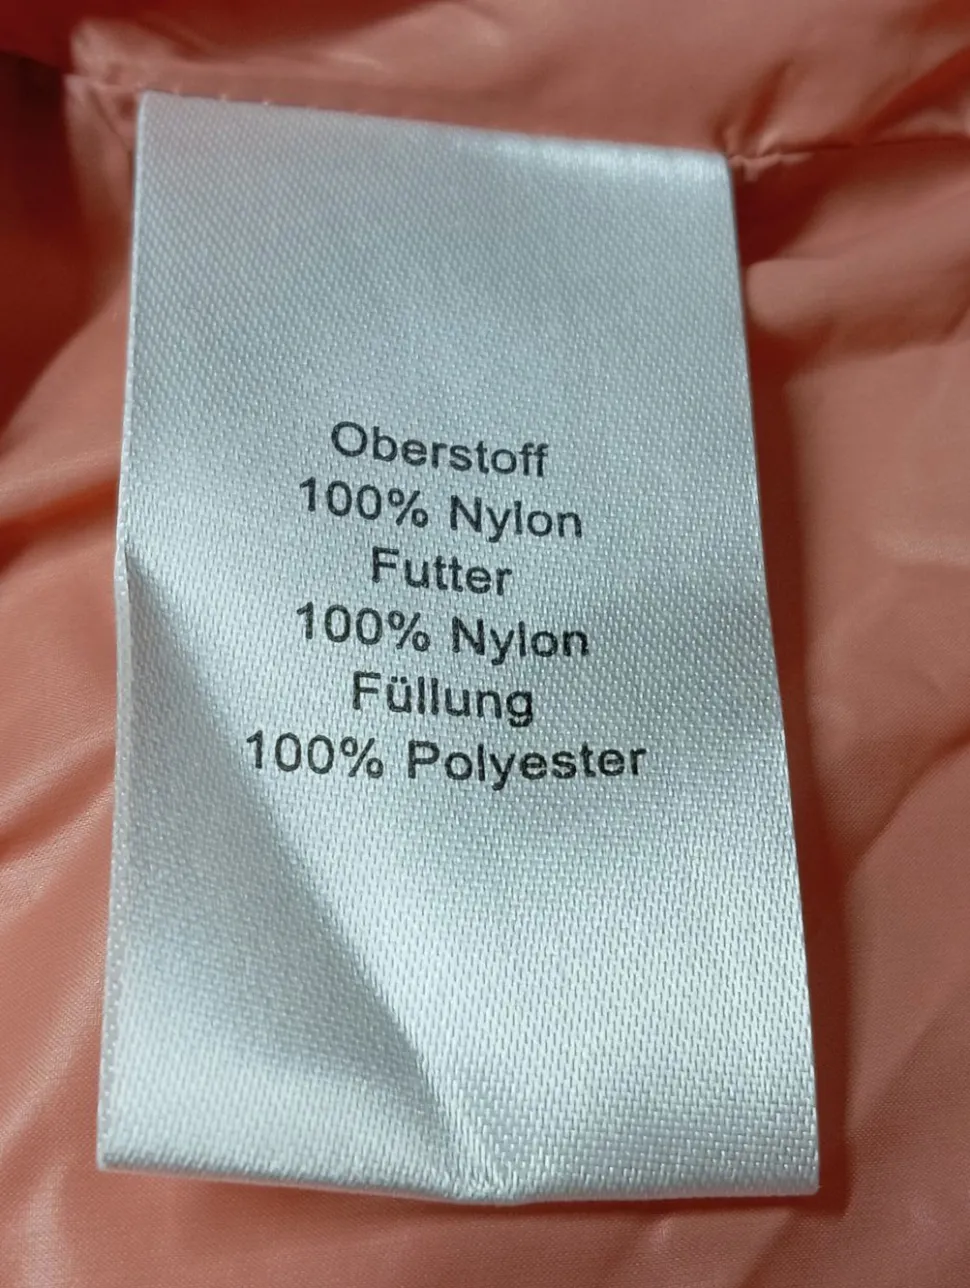 Oberstoff
100% Nylon
Futter
100% Nylon
Füllung
100% Polyester